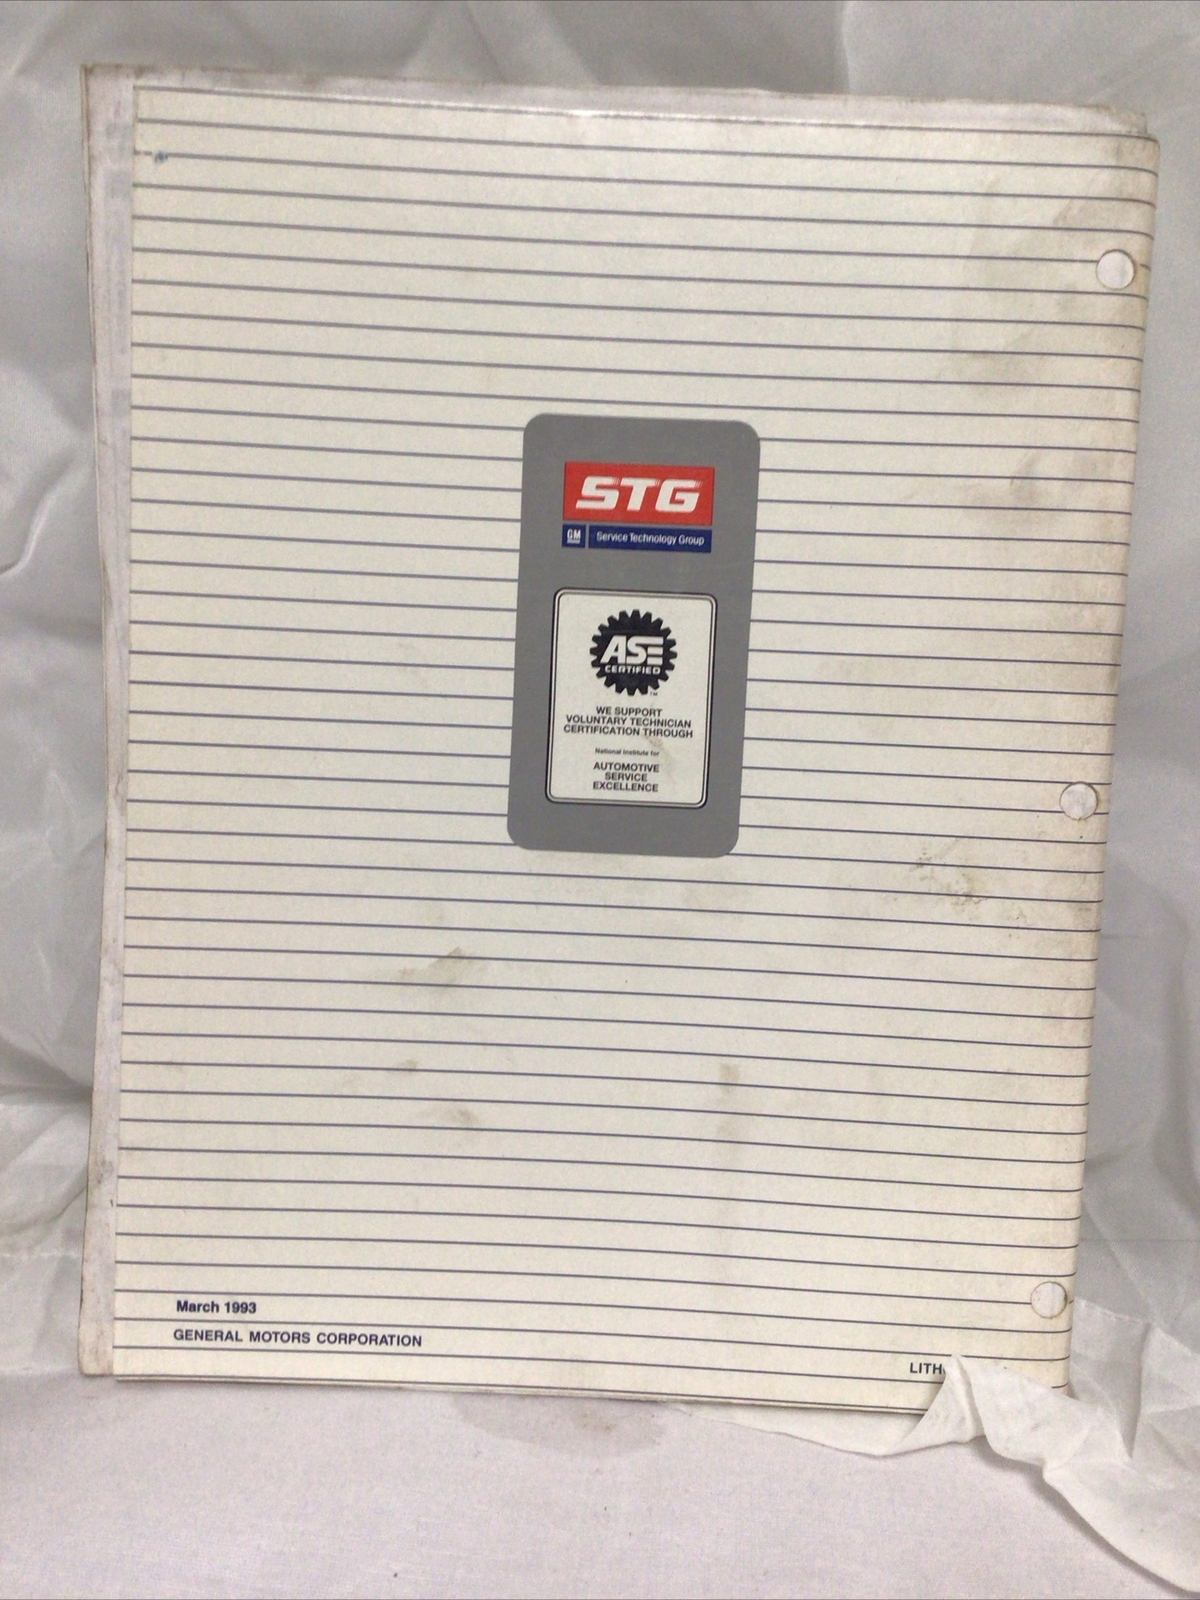 STG
GM Service Technology Group
ASE
CERTIFIED
TM
WE SUPPORT
VOLUNTARY TECHNICIAN
CERTIFICATION THROUGH
National Institute for
AUTOMOTIVE
SERVICE
EXCELLENCE
March 1993
GENERAL MOTORS CORPORATION